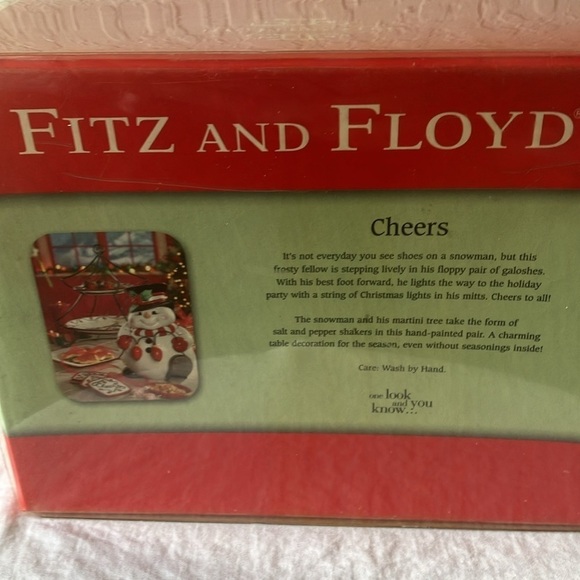 FITZ AND FLOYD
Cheers
It's not everyday you see shoes on a snowman, but this
frosty fellow is stepping lively in his floppy pair of galoshes.
With his best foot forward, he lights the way to the holiday
party with a string of Christmas lights in his mitts. Cheers to all!
The snowman and his martini tree take the form of
salt and pepper shakers in this hand-painted pair. A charming
table decoration for the season, even without seasonings inside!
Care: Wash by Hand.
one look
and you
know...